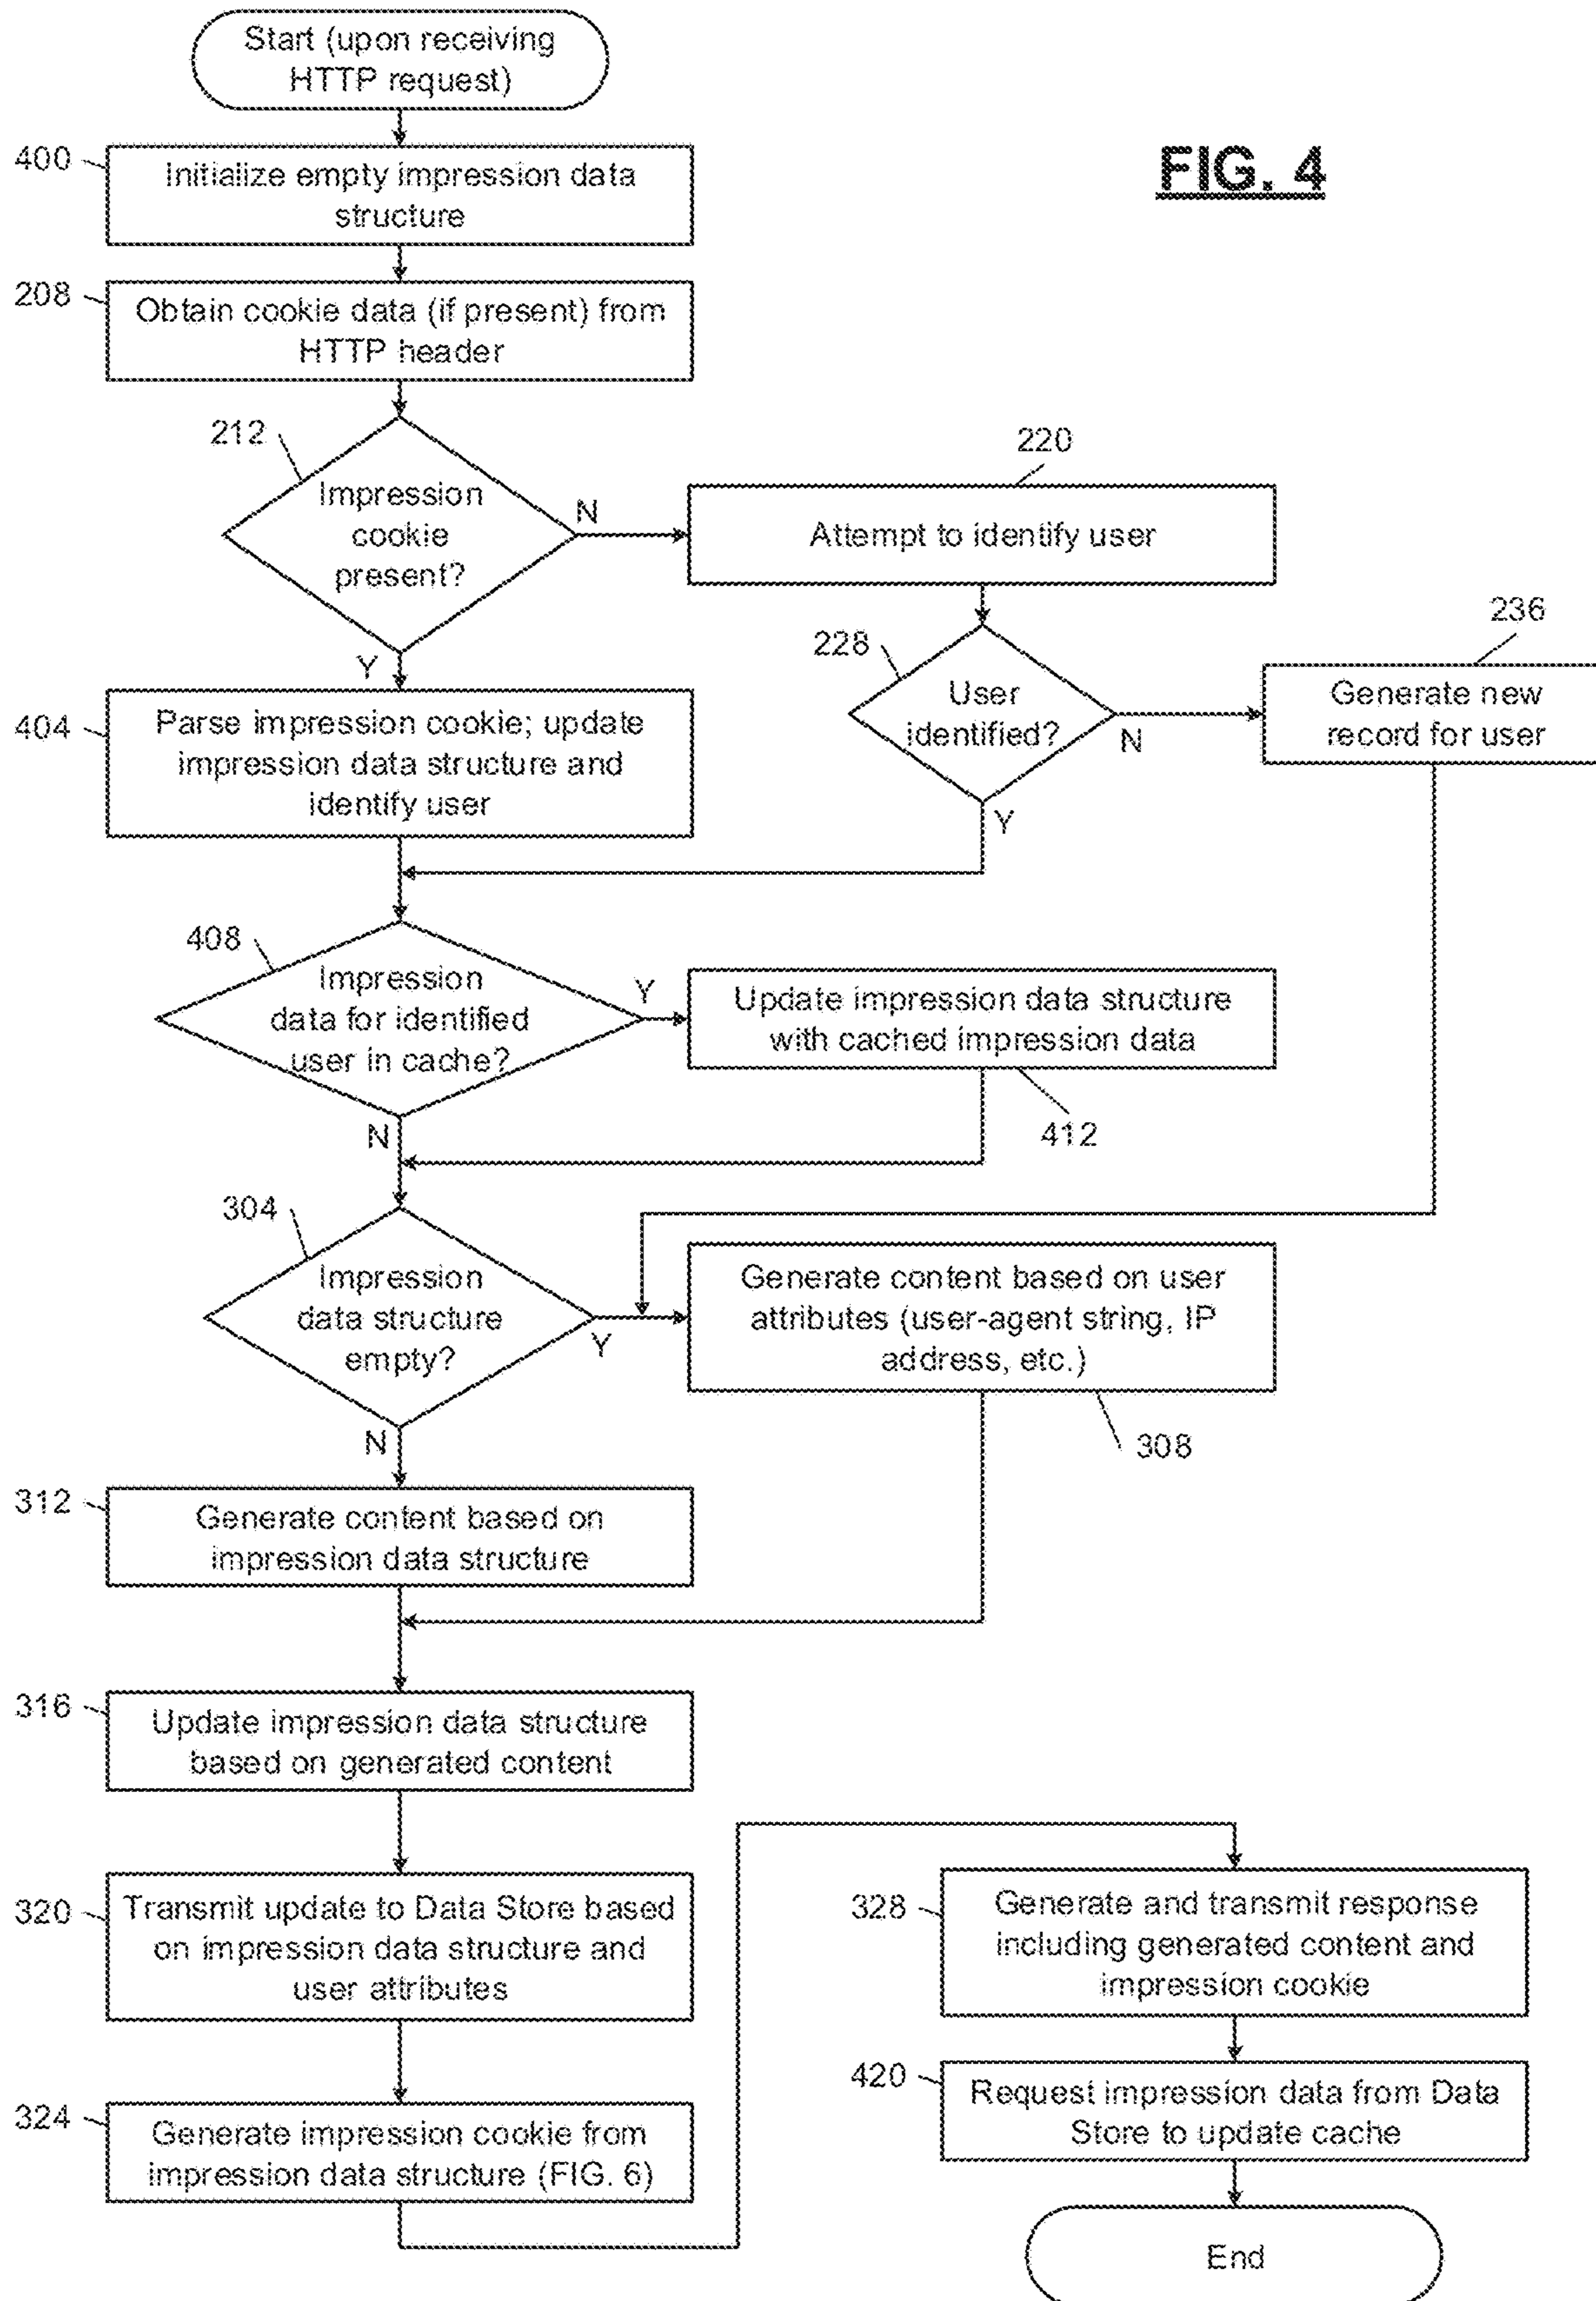 Start (upon receiving
HTTP request)
FIG. 4
400
Initialize empty impression data
structure
208
Obtain cookie data (if present) from
HTTP header
212
Impression
cookie
present?
N
Y
220
Attempt to identify user
228
User
identified?
N
Y
236
Generate new
record for user
404
Parse impression cookie; update
impression data structure and
identify user
408
Impression
data for identified
user in cache?
Y
N
Update impression data structure
with cached impression data
412
304
Impression
data structure
empty?
Y
N
Generate content based on user
attributes (user-agent string, IP
address, etc.)
308
312
Generate content based on
impression data structure
316
Update impression data structure
based on generated content
320
Transmit update to Data Store based
on impression data structure and
user attributes
324
Generate impression cookie from
impression data structure (FIG. 6)
328
Generate and transmit response
including generated content and
impression cookie
420
Request impression data from Data
Store to update cache
End